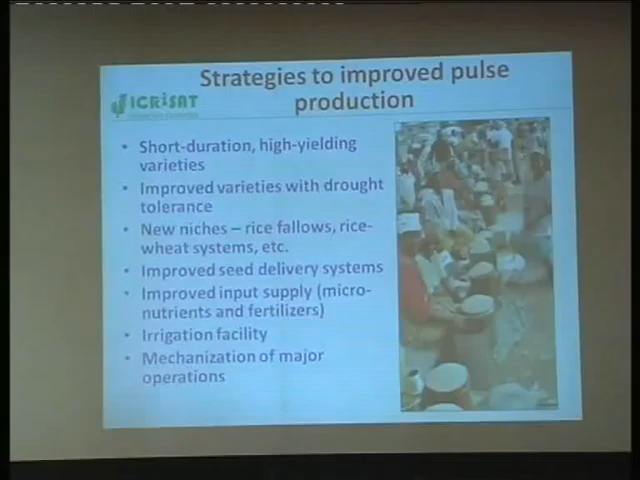 Strategies to improved pulse
production
ICRISAT
• Short-duration, high-yielding
varieties
• Improved varieties with drought
tolerance
• New niches – rice fallows, rice-
wheat systems, etc.
• Improved seed delivery systems
• Improved input supply (micro-
nutrients and fertilizers)
• Irrigation facility
• Mechanization of major
operations